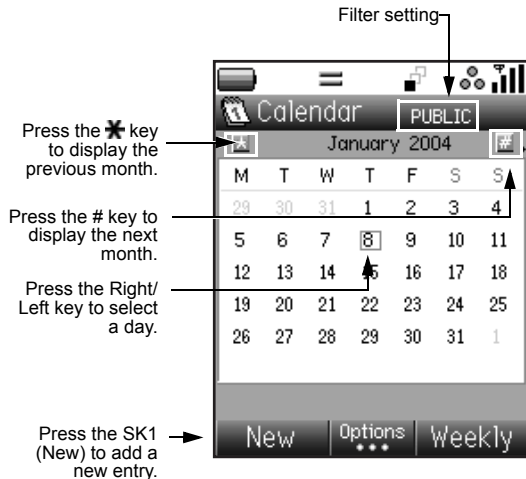 Filter setting
Calendar PUBLIC
* January 2004 #
M T W T F S S
29 30 31 1 2 3 4
5 6 7 8 9 10 11
12 13 14 15 16 17 18
19 20 21 22 23 24 25
26 27 28 29 30 31 1
New Options Weekly
Press the * key
to display the
previous month.
Press the # key to
display the next
month.
Press the Right/
Left key to select
a day.
Press the SK1
(New) to add a
new entry.